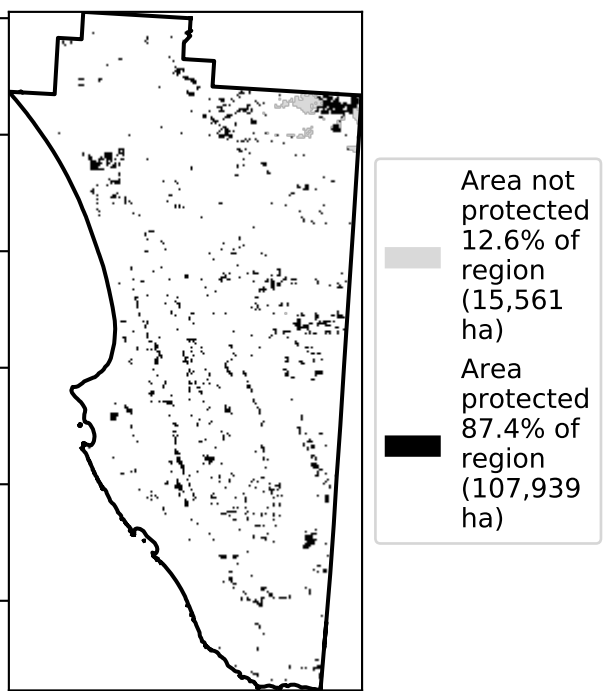 Area not
protected
12.6% of
region
(15,561
ha)
Area
protected
87.4% of
region
(107,939
ha)